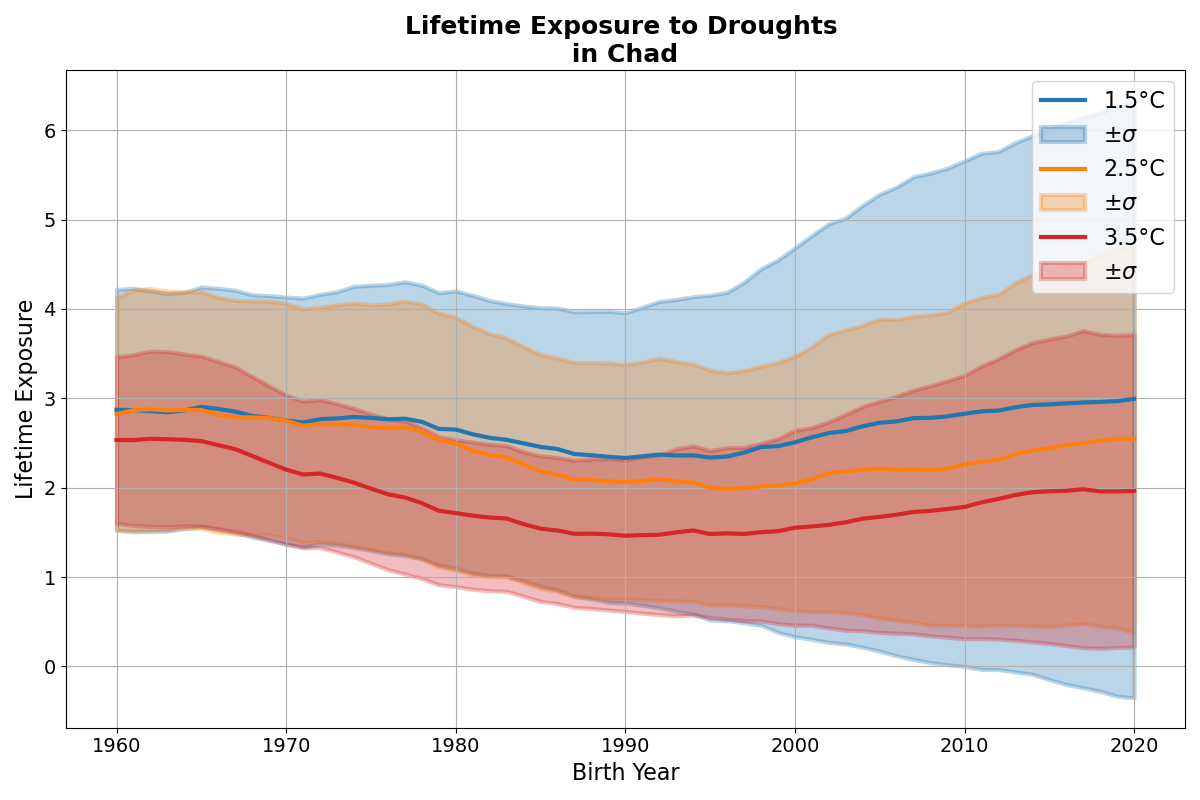 Lifetime Exposure to Droughts
in Chad
1.5°C
±σ
2.5°C
±σ
3.5°C
±σ
Lifetime Exposure
6
5
4
3
2
1
0
1960
1970
1980
1990
2000
2010
2020
Birth Year